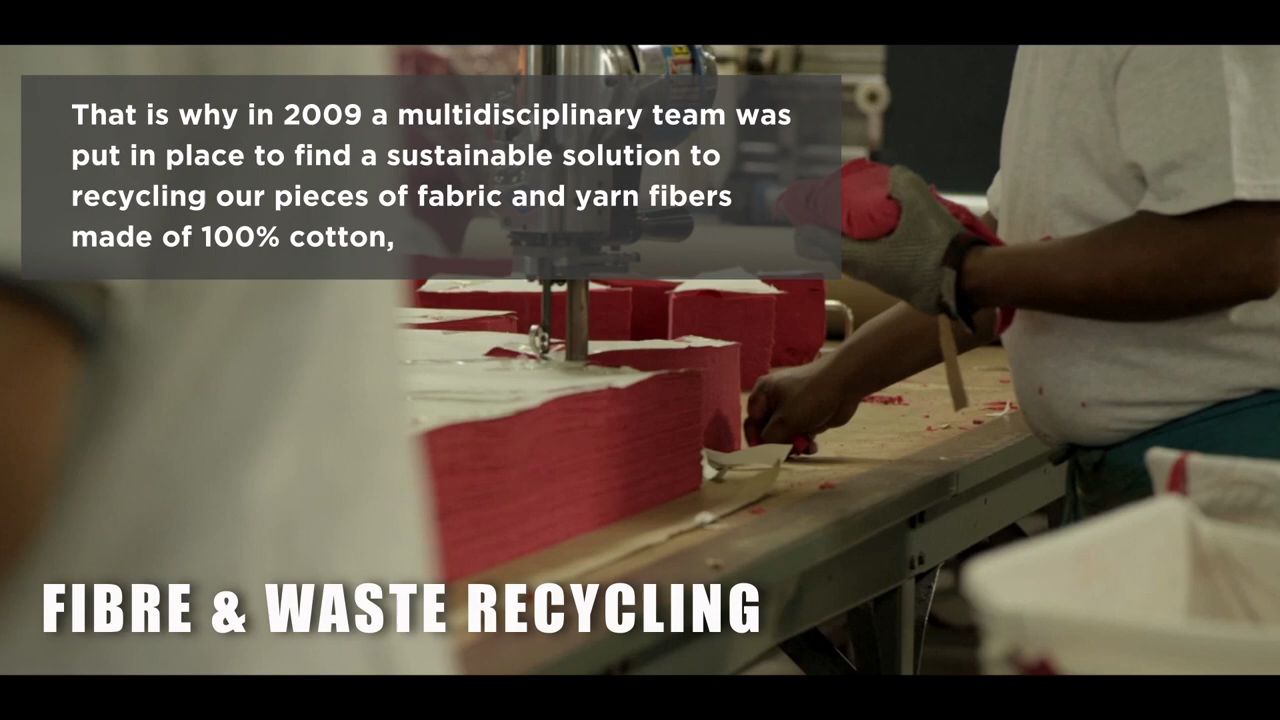 That is why in 2009 a multidisciplinary team was
put in place to find a sustainable solution to
recycling our pieces of fabric and yarn fibers
made of 100% cotton,
FIBRE & WASTE RECYCLING